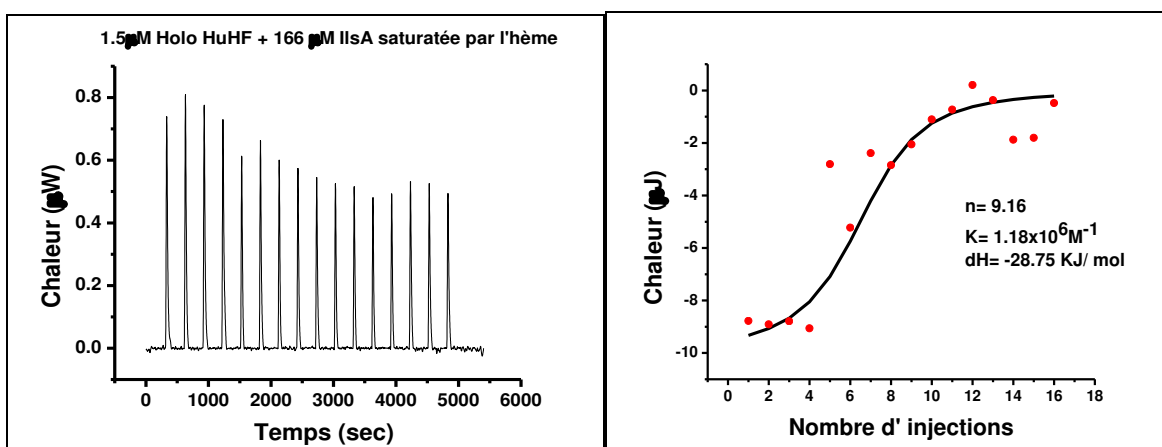 1.5µM Holo HuHF + 166 µM IlsA saturatée par l'hème
0.8
0.6
0.4
0.2
0.0
Chaleur (µW)
0 1000 2000 3000 4000 5000 6000
Temps (sec)
0
-2
-4
-6
-8
-10
Chaleur (µJ)
n= 9.16
K= 1.18x10⁶M⁻¹
dH= -28.75 KJ/ mol
0 2 4 6 8 10 12 14 16 18
Nombre d' injections